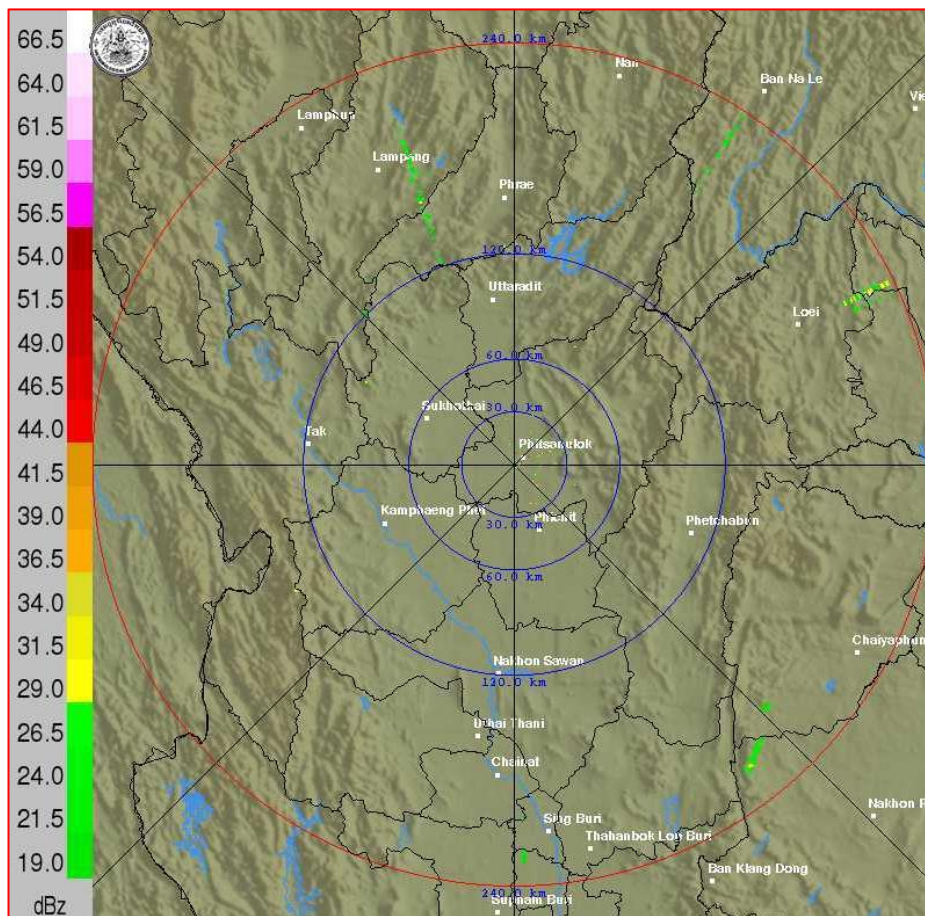 66.5
64.0
61.5
59.0
56.5
54.0
51.5
49.0
46.5
44.0
41.5
39.0
36.5
34.0
31.5
29.0
26.5
24.0
21.5
19.0
dBz
240.0 km
Nan
Ban Na Le
Vie
Lamphun
Lampang
Phrae
120.0 km
Uttaradit
Loei
60.0 km
Sukhothai
30.0 km
Tak
Phitsanulok
Kamphaeng Phet
Phichit
30.0 km
Phetchabun
60.0 km
Chaiyaphum
Nakhon Sawan
120.0 km
Uthai Thani
Chainat
Nakhon R
Sing Buri
Thahanbok Lop Buri
Ban Klang Dong
240.0 km
Suphan Buri